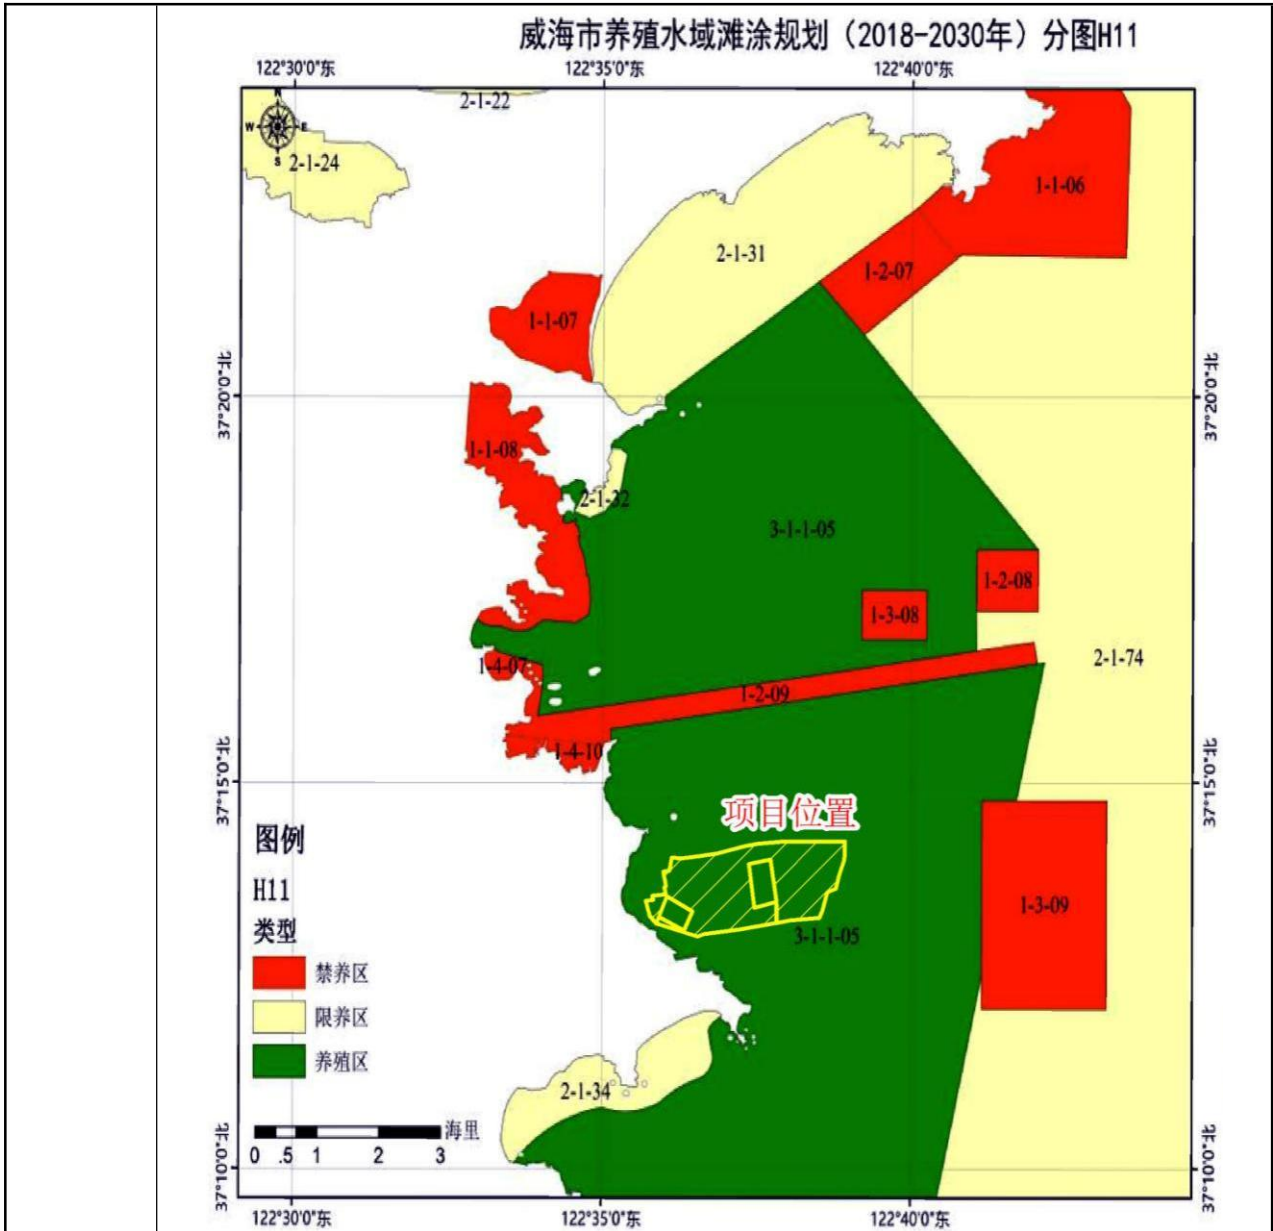 威海市养殖水域滩涂规划（2018-2030年）分图H11
122°30′0″东
122°35′0″东
122°40′0″东
N
W
E
S
2-1-22
2-1-24
1-1-06
2-1-31
1-2-07
1-1-07
37°20′0″北
37°20′0″北
1-1-08
2-1-32
3-1-1-05
1-2-08
1-3-08
2-1-74
1-4-07
1-2-09
1-4-10
37°15′0″北
37°15′0″北
项目位置
1-3-09
3-1-1-05
图例
H11
类型
禁养区
限养区
养殖区
2-1-34
海里
0 .5 1 2 3
37°10′0″北
37°10′0″北
122°30′0″东
122°35′0″东
122°40′0″东